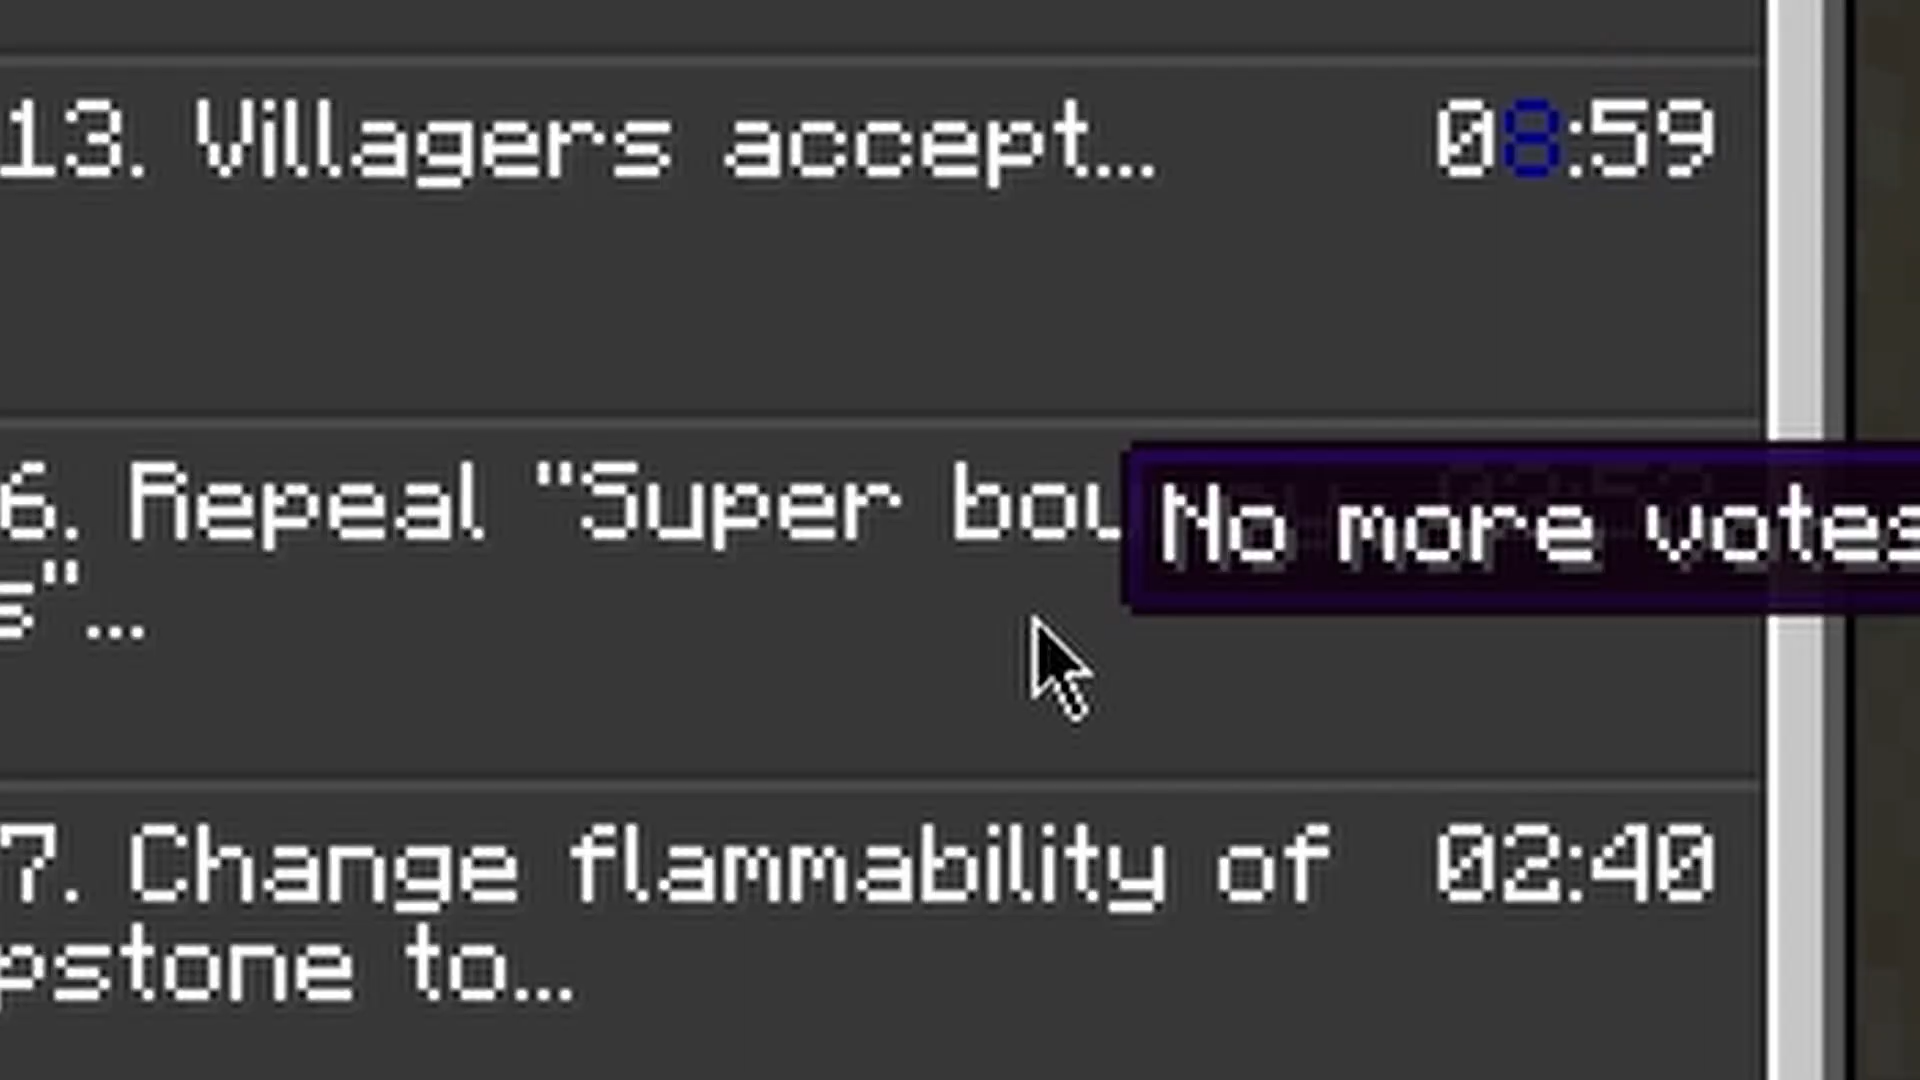 13. Villagers accept... 08:59
6. Repeal "Super bou
No more votes
s"...
7. Change flammability of 02:40
pstone to...